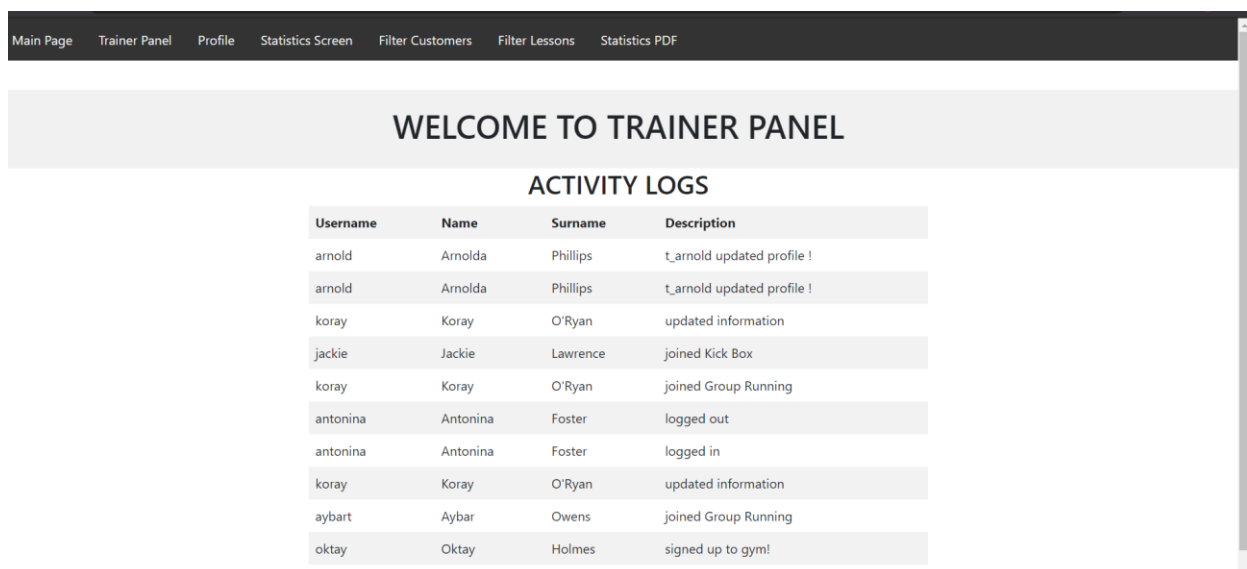 Main Page Trainer Panel Profile Statistics Screen Filter Customers Filter Lessons Statistics PDF
WELCOME TO TRAINER PANEL
ACTIVITY LOGS
Username Name Surname Description
arnold Arnolda Phillips t_arnold updated profile !
arnold Arnolda Phillips t_arnold updated profile !
koray Koray O'Ryan updated information
jackie Jackie Lawrence joined Kick Box
koray Koray O'Ryan joined Group Running
antonina Antonina Foster logged out
antonina Antonina Foster logged in
koray Koray O'Ryan updated information
aybart Aybar Owens joined Group Running
oktay Oktay Holmes signed up to gym!